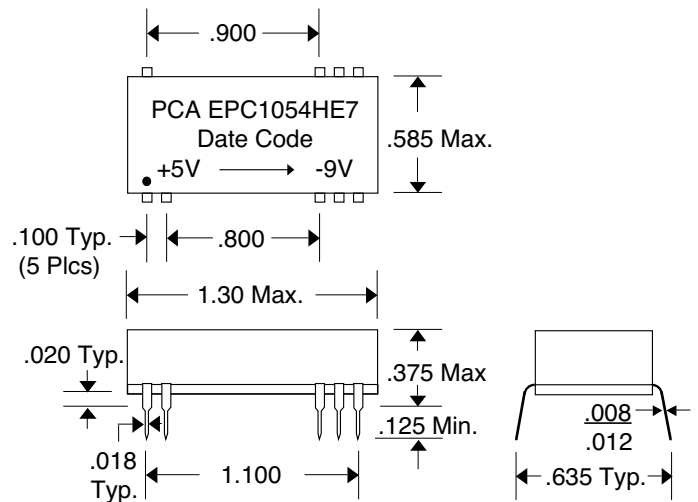 .900
PCA EPC1054HE7
Date Code
+5V -9V
.585 Max.
.100 Typ.
(5 Plcs)
.800
1.30 Max.
.020 Typ.
.375 Max
.125 Min.
.018
Typ.
1.100
.008
.012
.635 Typ.